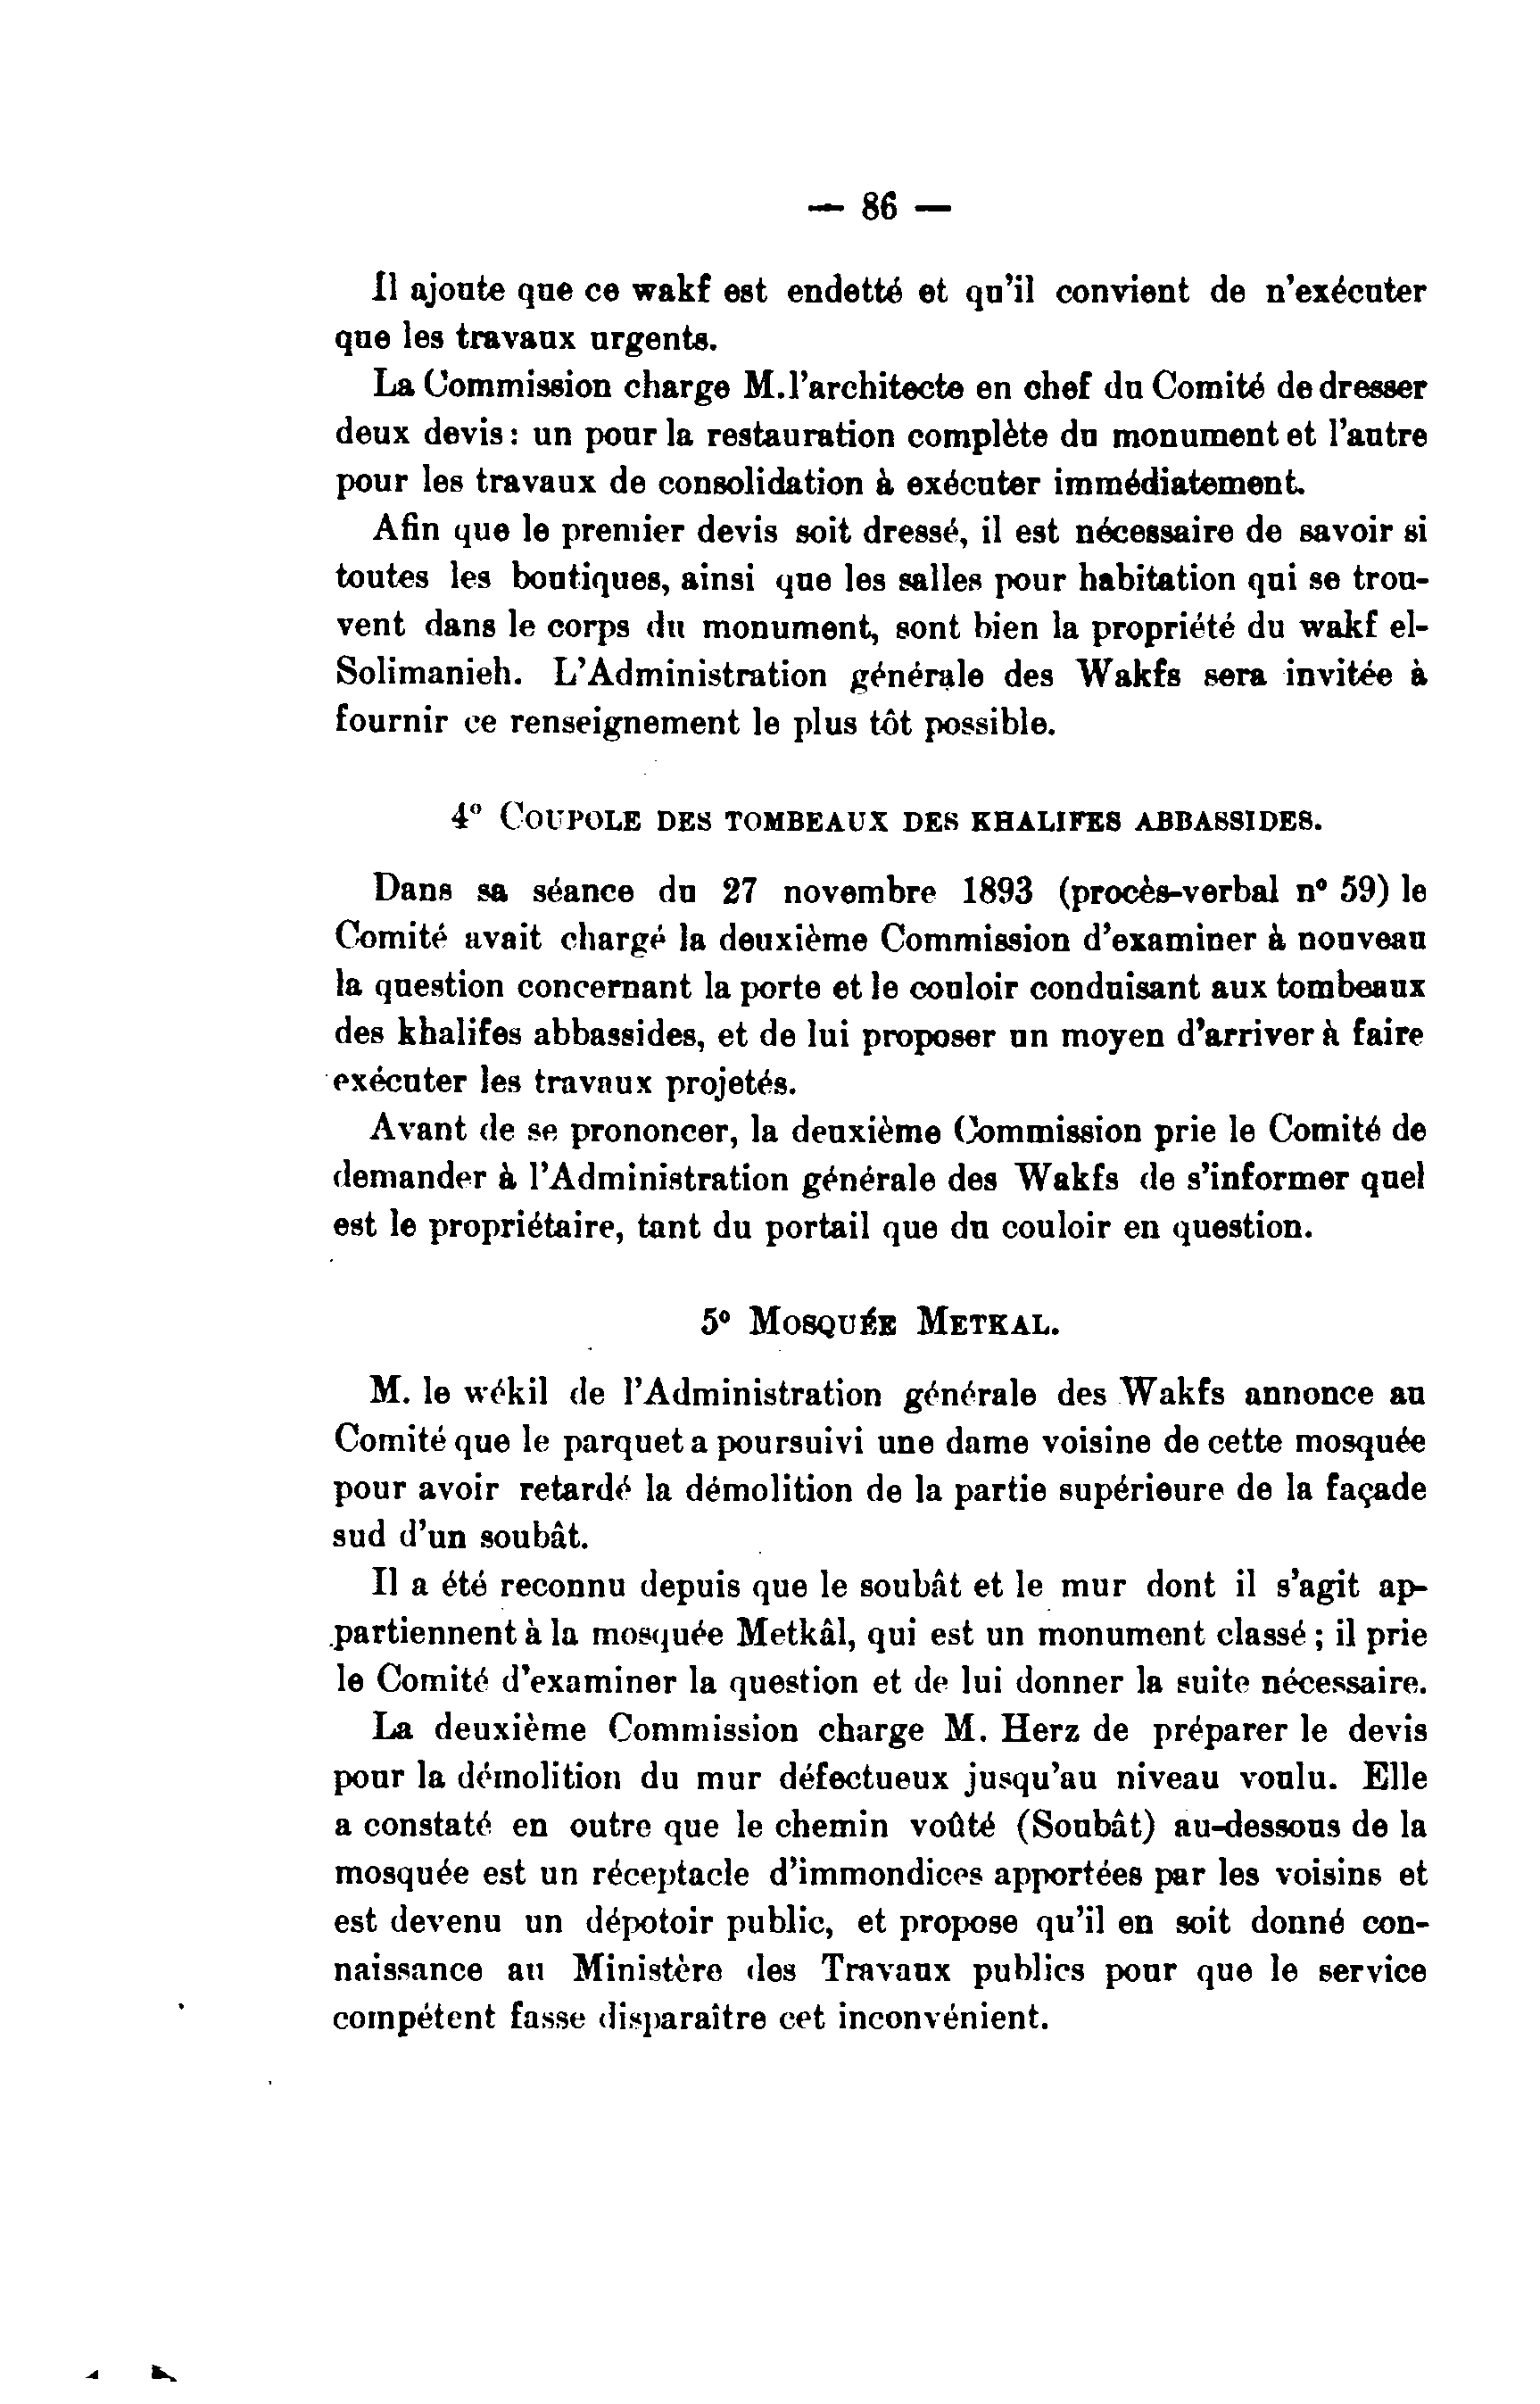 — 86 —
Il ajoute que ce wakf est endetté et qu'il convient de n'exécuter
que les travaux urgents.
La Commission charge M. l'architecte en chef du Comité de dresser
deux devis: un pour la restauration complète du monument et l'autre
pour les travaux de consolidation à exécuter immédiatement.
Afin que le premier devis soit dressé, il est nécessaire de savoir si
toutes les boutiques, ainsi que les salles pour habitation qui se trou-
vent dans le corps du monument, sont bien la propriété du wakf el-
Solimanieh. L'Administration générale des Wakfs sera invitée à
fournir ce renseignement le plus tôt possible.
4° COUPOLE DES TOMBEAUX DES KHALIFES ABBASSIDES.
Dans sa séance du 27 novembre 1893 (procès-verbal n° 59) le
Comité avait chargé la deuxième Commission d'examiner à nouveau
la question concernant la porte et le couloir conduisant aux tombeaux
des khalifes abbassides, et de lui proposer un moyen d'arriver à faire
exécuter les travaux projetés.
Avant de se prononcer, la deuxième Commission prie le Comité de
demander à l'Administration générale des Wakfs de s'informer quel
est le propriétaire, tant du portail que du couloir en question.
5° MOSQUÉE METKAL.
M. le wékil de l'Administration générale des Wakfs annonce au
Comité que le parquet a poursuivi une dame voisine de cette mosquée
pour avoir retardé la démolition de la partie supérieure de la façade
sud d'un soubât.
Il a été reconnu depuis que le soubât et le mur dont il s'agit ap-
partiennent à la mosquée Metkâl, qui est un monument classé ; il prie
le Comité d'examiner la question et de lui donner la suite nécessaire.
La deuxième Commission charge M. Herz de préparer le devis
pour la démolition du mur défectueux jusqu'au niveau voulu. Elle
a constaté en outre que le chemin voûté (Soubât) au-dessous de la
mosquée est un réceptacle d'immondices apportées par les voisins et
est devenu un dépotoir public, et propose qu'il en soit donné con-
naissance au Ministère des Travaux publics pour que le service
compétent fasse disparaître cet inconvénient.